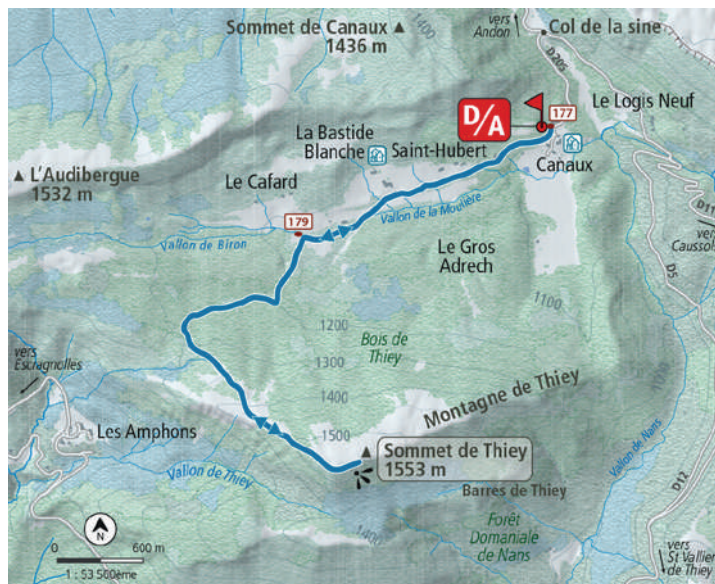 Sommet de Canaux
1436 m
1400
vers
Andon
Col de la sine
D205
Le Logis Neuf
D/A
177
La Bastide
Blanche
Saint-Hubert
Canaux
L'Audibergue
1532 m
Le Cafard
179
Vallon de la Moulière
Vallon de Biron
Le Gros
Adrech
vers
D5
1100
1200
Bois de
Thiey
1300
1400
1500
Montagne de Thiey
vers
Escragnolles
Les Amphons
Vallon de Thiey
Sommet de Thiey
1553 m
Barres de Thiey
Vallon de Nans
D12
Forêt
Domaniale
de Nans
1400
N
0
600 m
1 : 53 500ème
vers
St Vallier
de Thiey